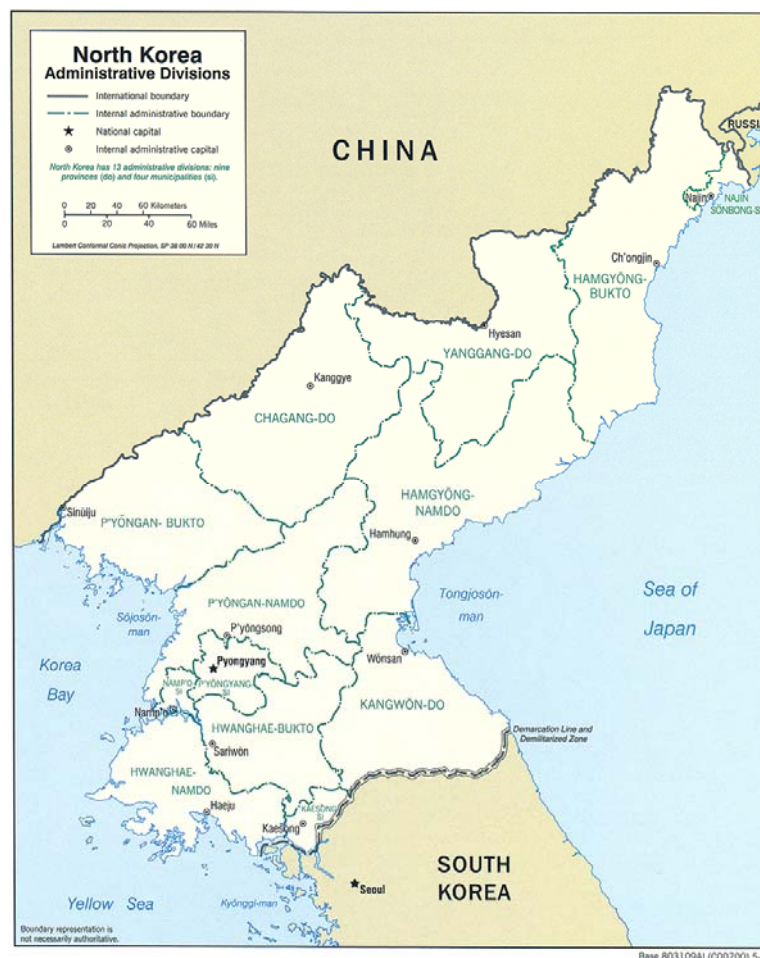 North Korea
Administrative Divisions
International boundary
Internal administrative boundary
National capital
Internal administrative capital
North Korea has 13 administrative divisions: nine
provinces (do) and four municipalities (si).
0 20 40 60 Kilometers
0 20 40 60 Miles
Lambert Conformal Conic Projection, SP 38 00 N / 42 20 N
CHINA
RUSSI
Najin
NAJIN
SŎNBONG-S
Ch'ongjin
HAMGYŎNG-
BUKTO
Hyesan
YANGGANG-DO
Kanggye
CHAGANG-DO
HAMGYŎNG-
NAMDO
Sinŭiju
P'YŎNGAN- BUKTO
Hamhung
Sea of
Japan
P'YŎNGAN-NAMDO
Tongjosŏn-
man
Sŏjosŏn-
man
P'yŏngsong
Wŏnsan
Korea
Bay
Pyongyang
NAMP'O
SI
P'YŎNGYANG-
SI
KANGWŎN-DO
Namp'o
HWANGHAE-BUKTO
Demarcation Line and
Demilitarized Zone
Sariwŏn
HWANGHAE-
NAMDO
Haeju
KAESŎNG
SI
Kaesŏng
SOUTH
KOREA
Seoul
Yellow Sea
Kyŏnggi-man
Boundary representation is
not necessarily authoritative.